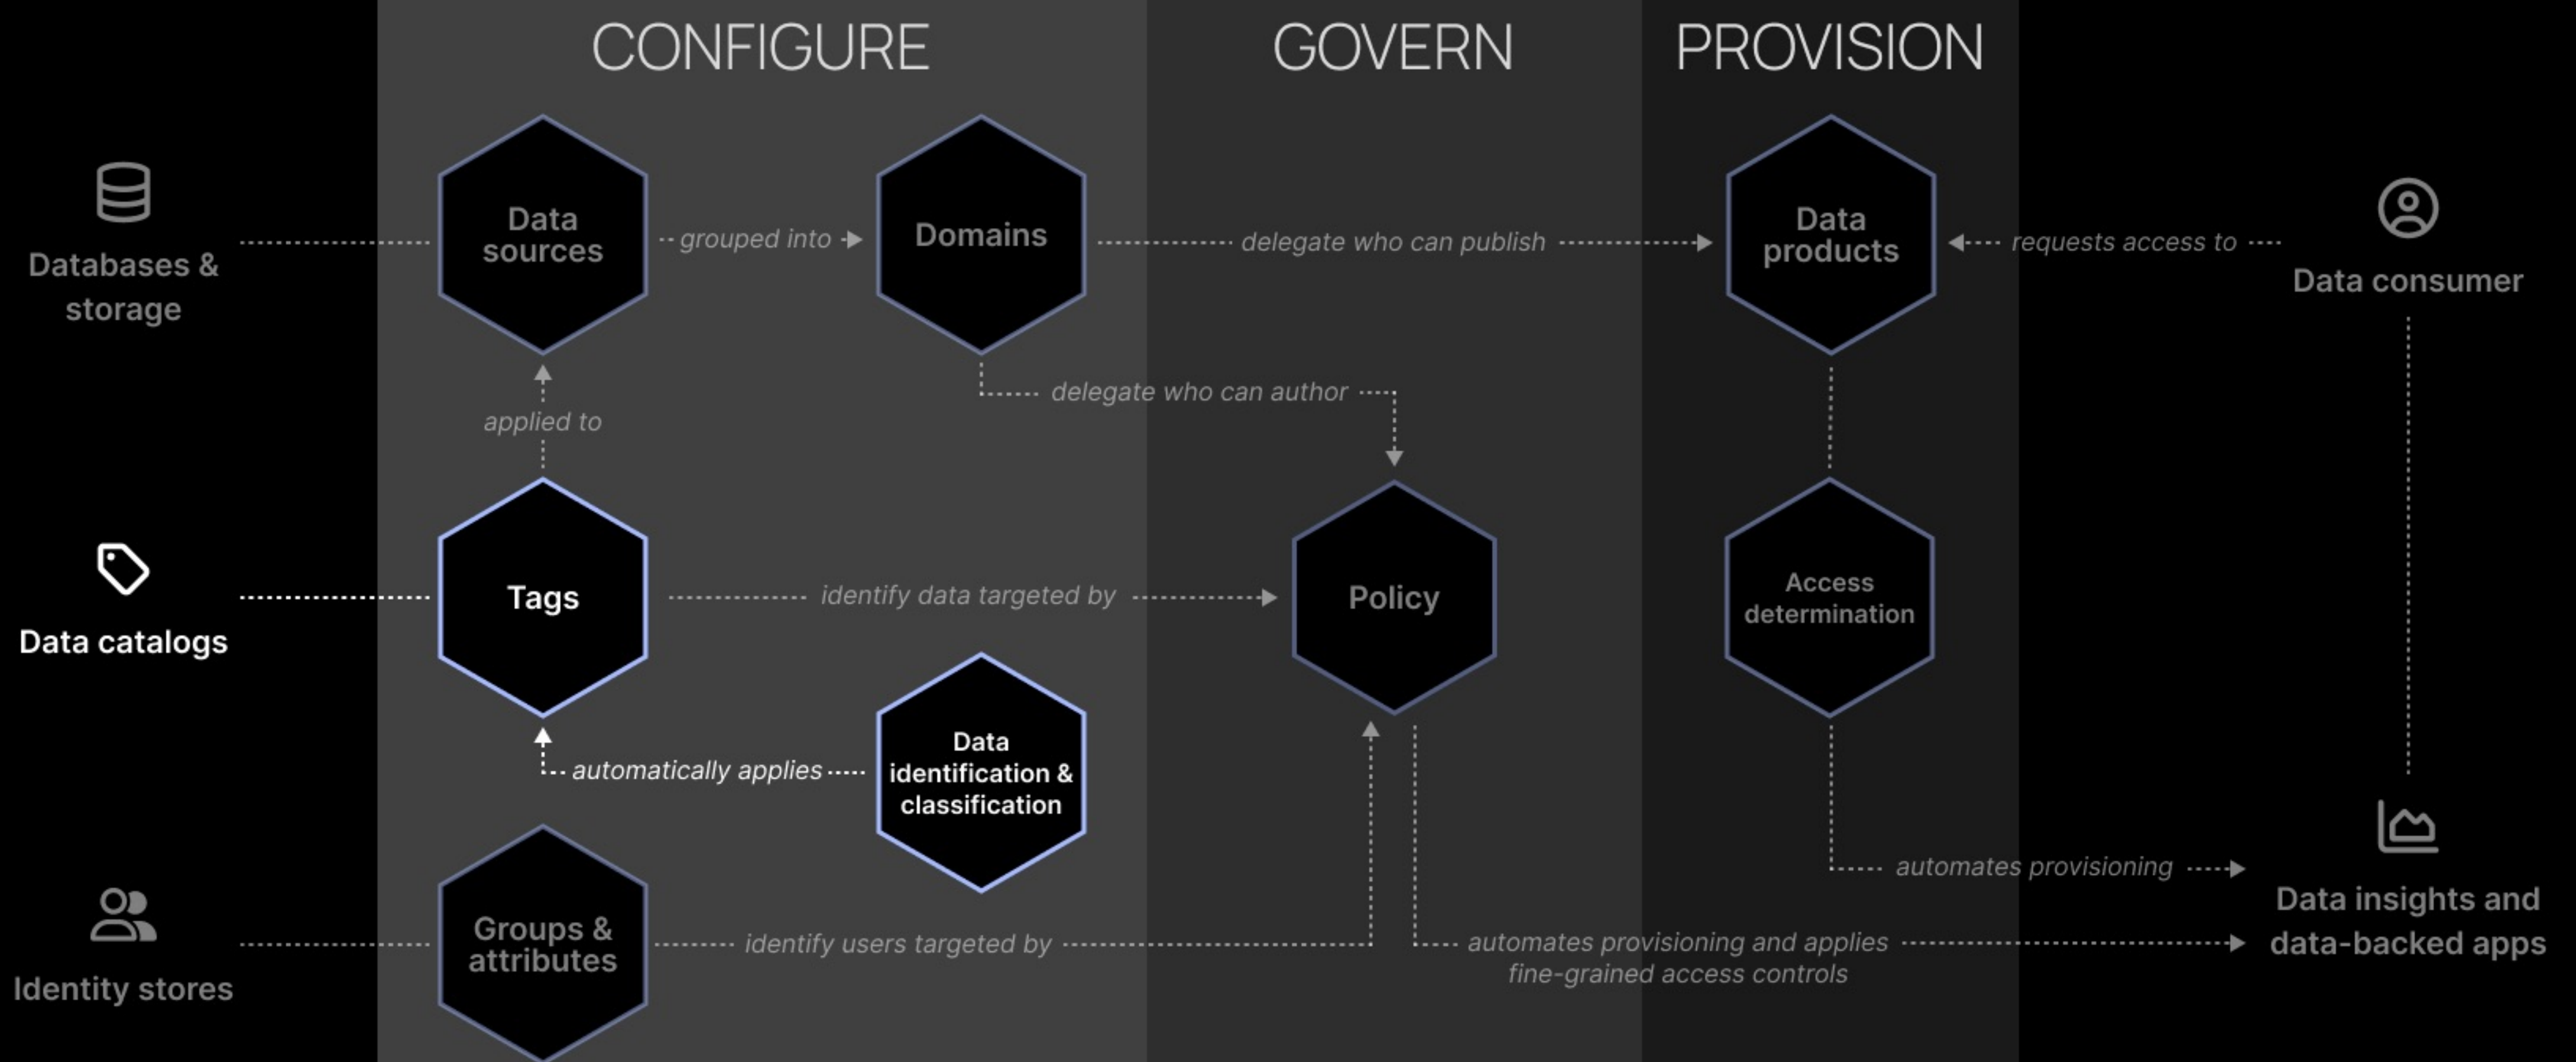 CONFIGURE
GOVERN
PROVISION
Databases &
storage
Data
sources
grouped into
Domains
delegate who can publish
Data
products
requests access to
Data consumer
applied to
delegate who can author
Data catalogs
Tags
identify data targeted by
Policy
Access
determination
automatically applies
Data
identification &
classification
Identity stores
Groups &
attributes
identify users targeted by
automates provisioning
automates provisioning and applies
fine-grained access controls
Data insights and
data-backed apps